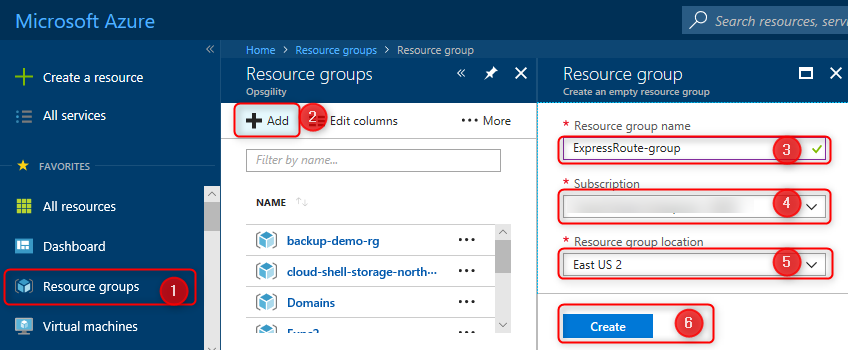 Microsoft Azure
Search resources, servi
Create a resource
All services
FAVORITES
All resources
Dashboard
Resource groups
1
Virtual machines
Home > Resource groups > Resource group
Resource groups
Opsgility
Add
2
Edit columns
More
Filter by name...
NAME
backup-demo-rg
cloud-shell-storage-north···
Domains
Resource group
Create an empty resource group
* Resource group name
ExpressRoute-group
3
* Subscription
4
* Resource group location
East US 2
5
Create
6